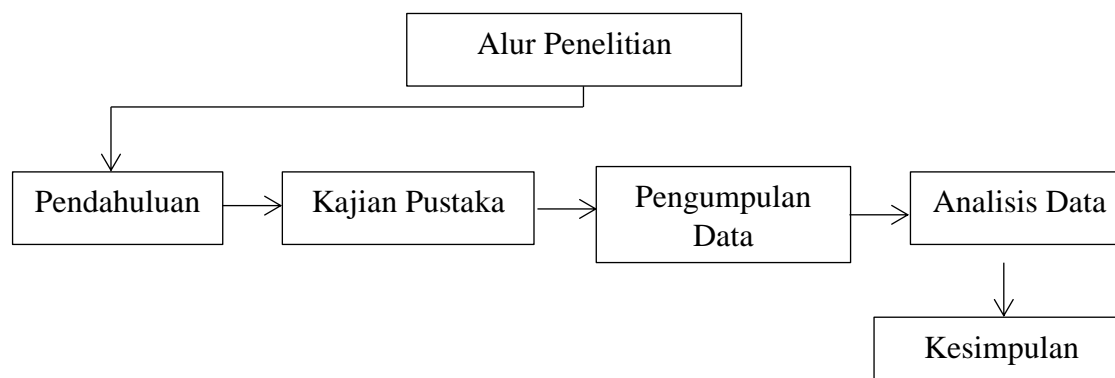 Alur Penelitian
Pendahuluan
Kajian Pustaka
Pengumpulan
Data
Analisis Data
Kesimpulan